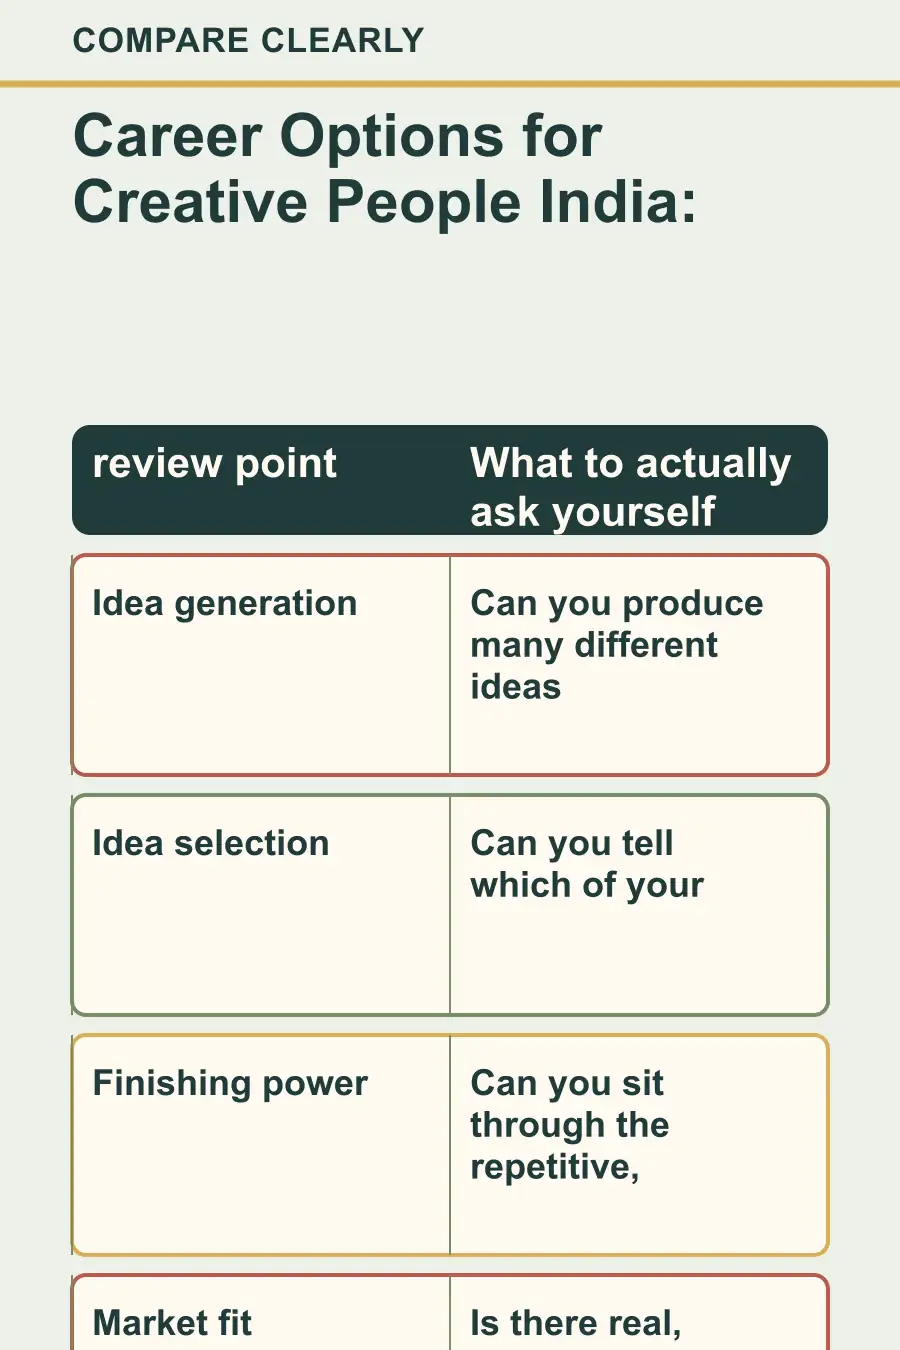 COMPARE CLEARLY
Career Options for
Creative People India:
review point
What to actually
ask yourself
Idea generation
Can you produce
many different
ideas
Idea selection
Can you tell
which of your
Finishing power
Can you sit
through the
repetitive,
Market fit
Is there real,